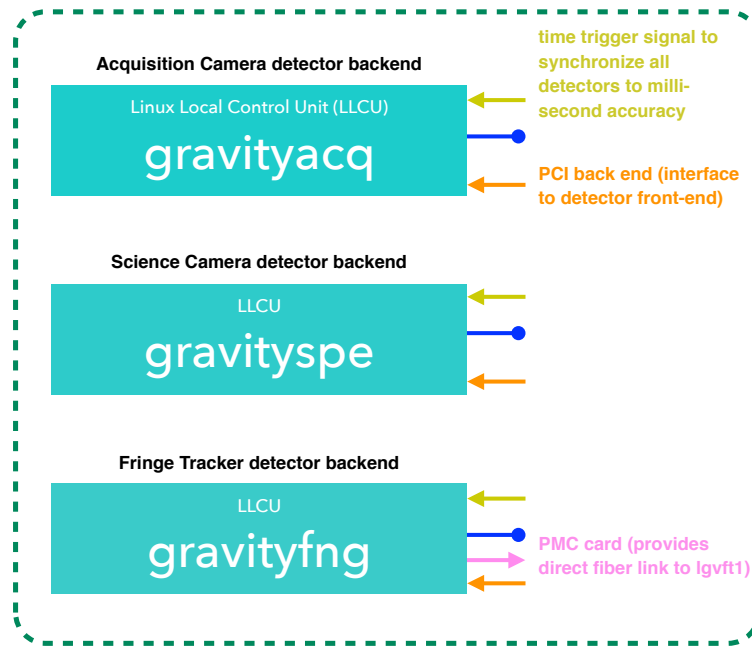 time trigger signal to
synchronize all
detectors to milli-
second accuracy
Acquisition Camera detector backend
Linux Local Control Unit (LLCU)
gravityacq
PCI back end (interface
to detector front-end)
Science Camera detector backend
LLCU
gravityspe
Fringe Tracker detector backend
LLCU
gravityfng
PMC card (provides
direct fiber link to lgvft1)